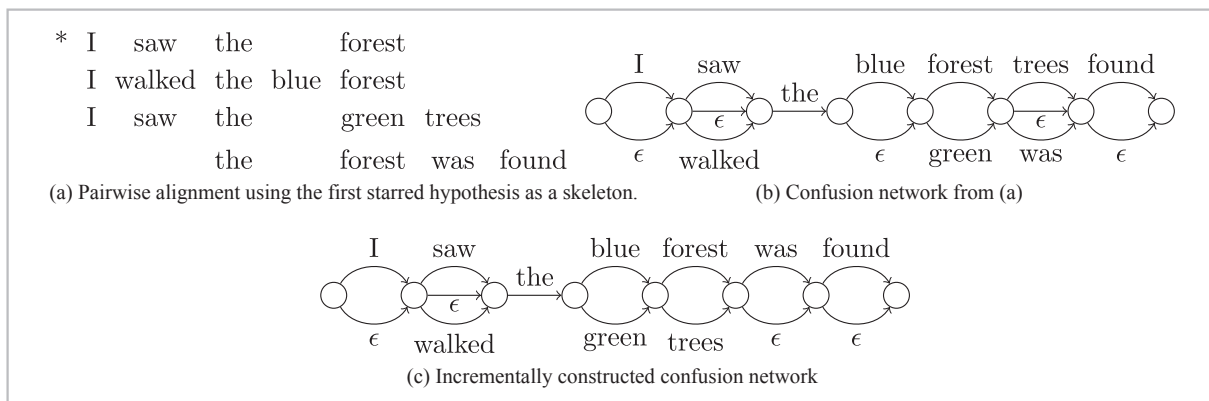 * I saw the forest
I walked the blue forest
I saw the green trees
the forest was found
(a) Pairwise alignment using the first starred hypothesis as a skeleton.
I saw the blue forest trees found
ϵ ϵ ϵ ϵ
ϵ walked green was ϵ
(b) Confusion network from (a)
I saw the blue forest was found
ϵ
ϵ walked green trees ϵ ϵ
(c) Incrementally constructed confusion network